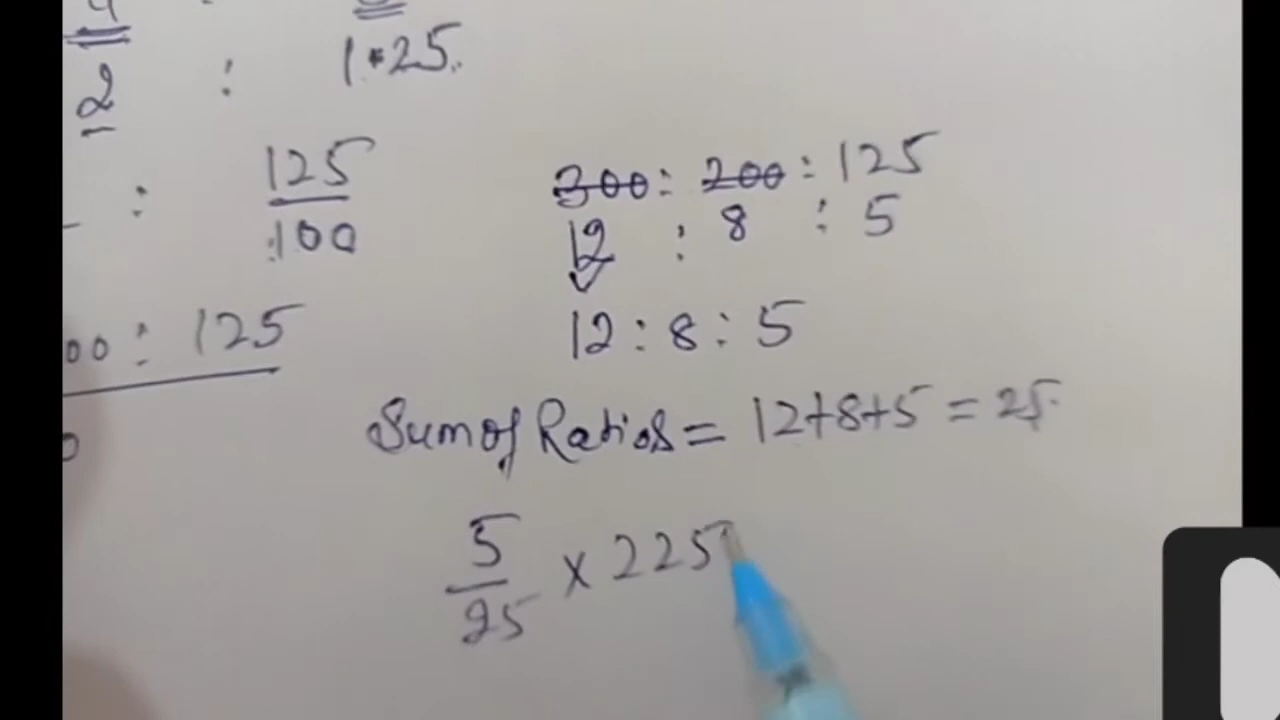 2 : 1.25
: 125/100
300 : 200 : 125
12 : 8 : 5
00 : 125
12 : 8 : 5
Sum of Ratios = 12+8+5 = 25
5/25 × 225